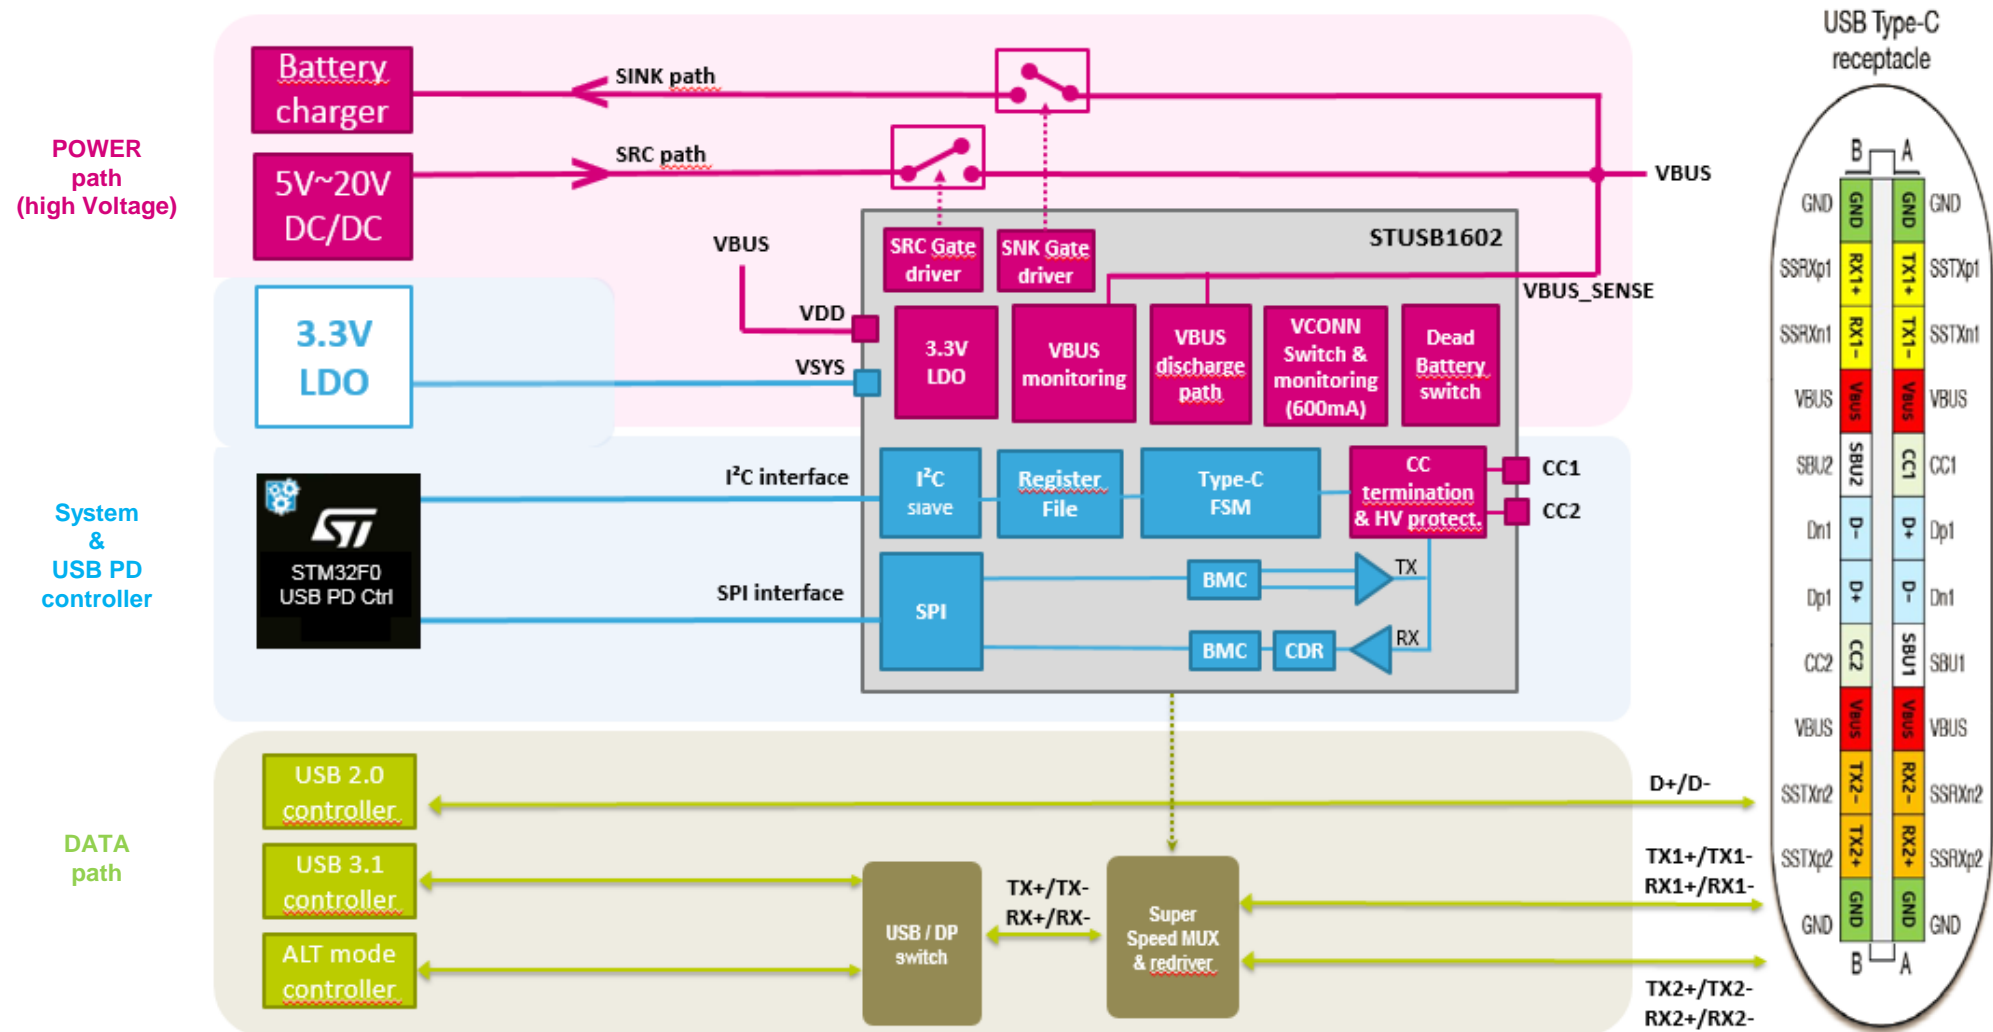 USB Type-C
receptacle
POWER
path
(high Voltage)
Battery
charger
SINK path
5V~20V
DC/DC
SRC path
VBUS
STUSB1602
VBUS
SRC Gate
driver
SNK Gate
driver
VBUS_SENSE
VDD
VSYS
3.3V
LDO
3.3V
LDO
VBUS
monitoring
VBUS
discharge
path
VCONN
Switch &
monitoring
(600mA)
Dead
Battery
switch
System
&
USB PD
controller
ST
STM32F0
USB PD Ctrl
I²C interface
SPI interface
I²C
slave
Register
File
Type-C
FSM
CC
termination
& HV protect.
CC1
CC2
SPI
BMC
TX
BMC
CDR
RX
DATA
path
USB 2.0
controller
USB 3.1
controller
ALT mode
controller
USB / DP
switch
TX+/TX-
RX+/RX-
Super
Speed MUX
& redriver
D+/D-
TX1+/TX1-
RX1+/RX1-
TX2+/TX2-
RX2+/RX2-
B A
GND GND GND GND
SSRXp1 RX1+ TX1+ SSTXp1
SSRXn1 RX1- TX1- SSTXn1
VBUS VBUS VBUS VBUS
SBU2 SBU2 CC1 CC1
Dn1 D- D+ Dp1
Dp1 D+ D- Dn1
CC2 CC2 SBU1 SBU1
VBUS VBUS VBUS VBUS
SSTXn2 TX2- RX2- SSRXn2
SSTXp2 TX2+ RX2+ SSRXp2
GND GND GND GND
B A